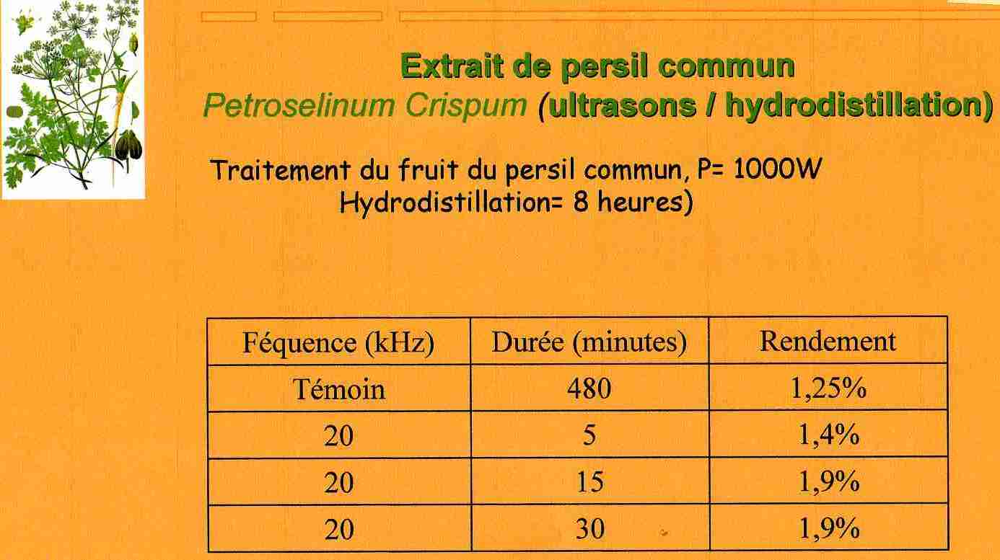 Extrait de persil commun
Petroselinum Crispum (ultrasons / hydrodistillation)
Traitement du fruit du persil commun, P= 1000W
Hydrodistillation= 8 heures)
Féquence (kHz) Durée (minutes) Rendement
Témoin 480 1,25%
20 5 1,4%
20 15 1,9%
20 30 1,9%